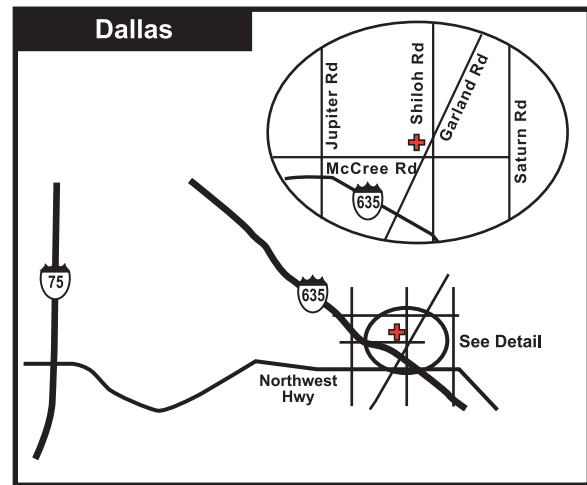 Dallas
Jupiter Rd
Shiloh Rd
Garland Rd
Saturn Rd
McCree Rd
635
75
635
See Detail
Northwest
Hwy